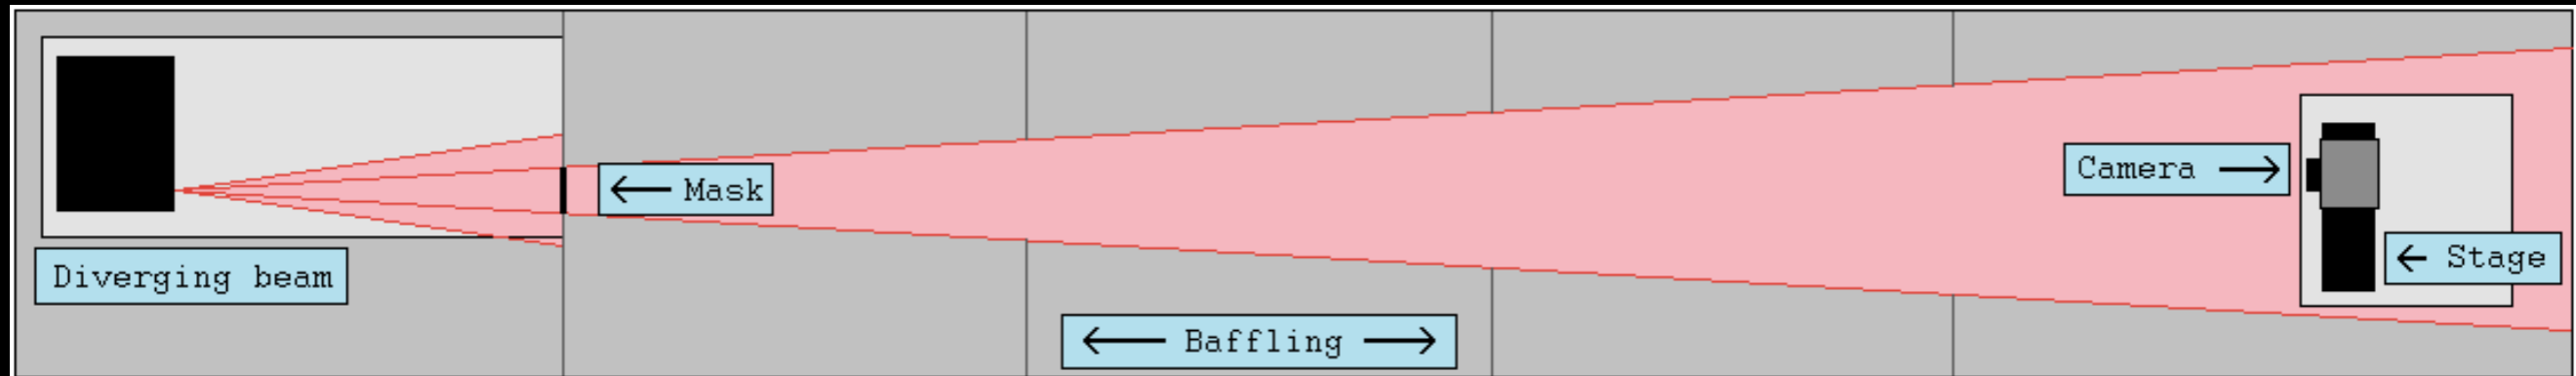 ← Mask
Camera →
← Stage
Diverging beam
← Baffling →